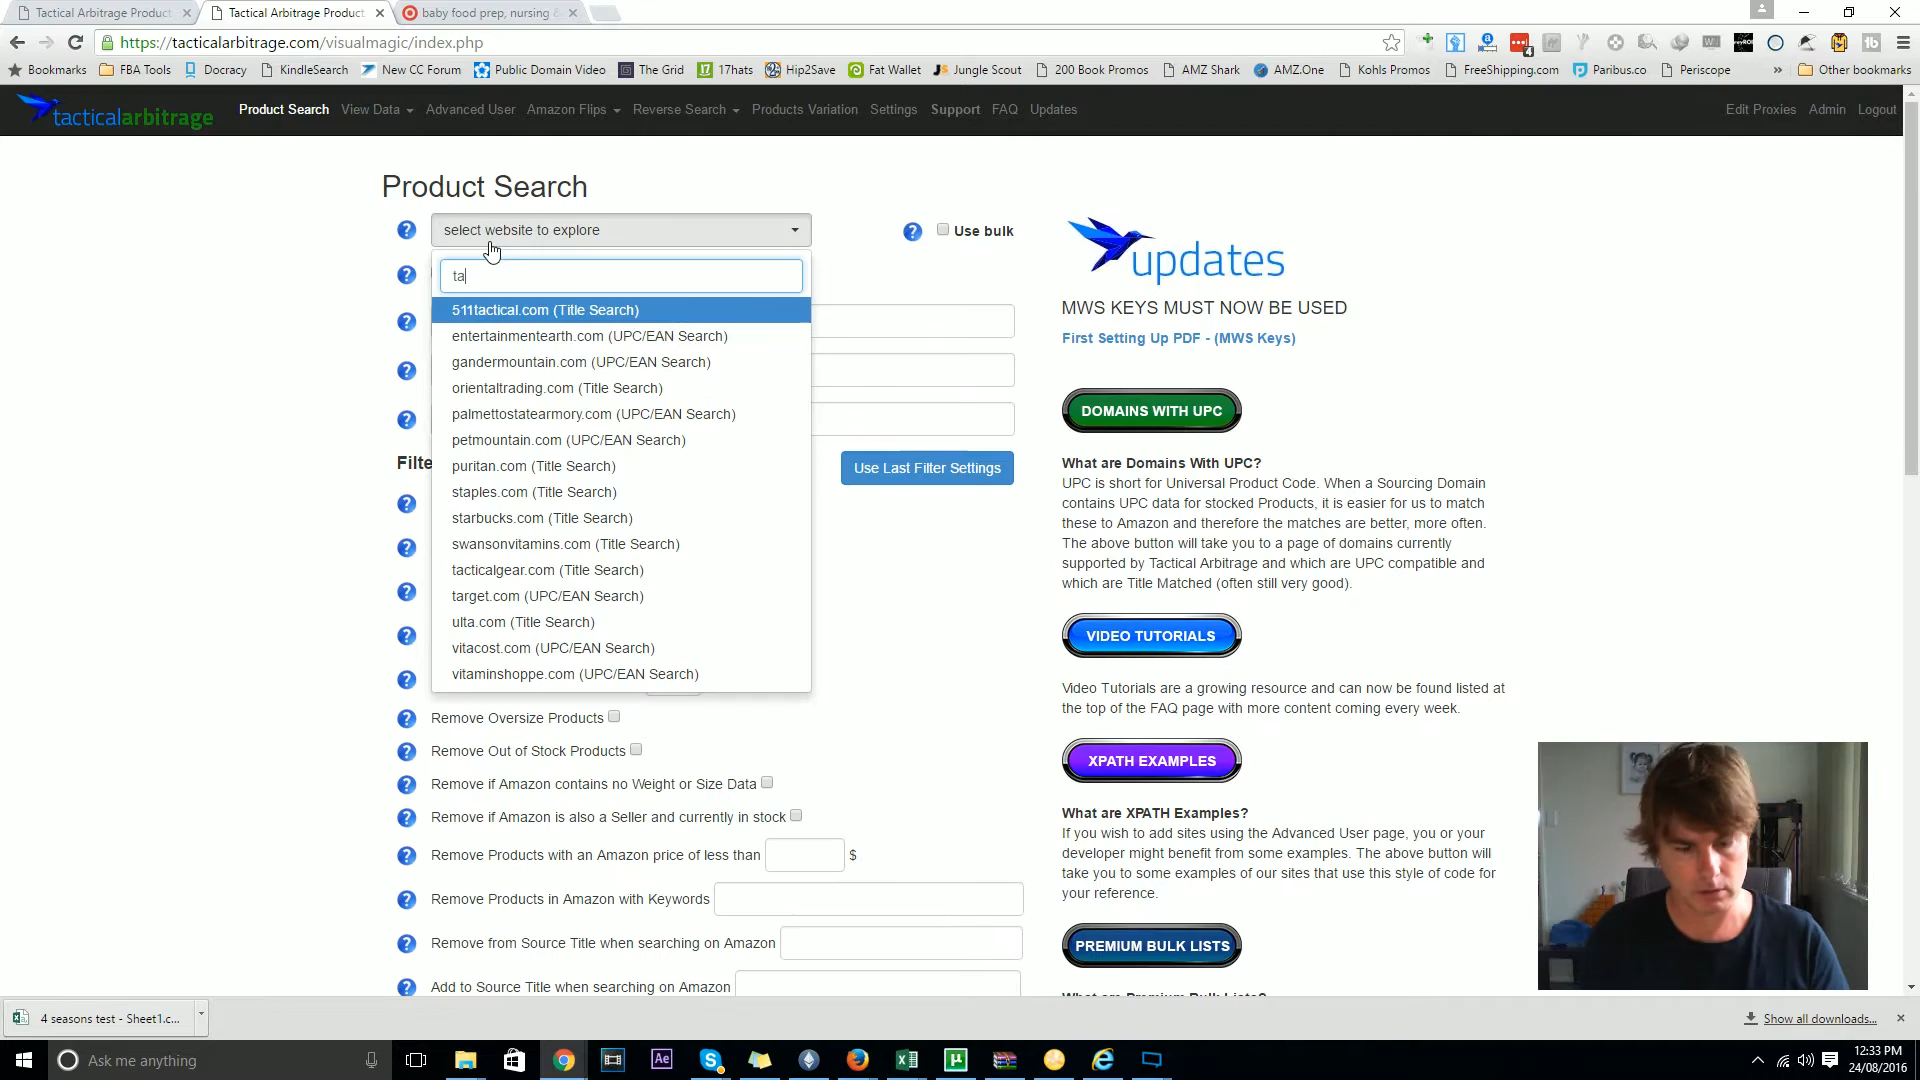 Tactical Arbitrage Product
Tactical Arbitrage Product
baby food prep, nursing &
https://tacticalarbitrage.com/visualmagic/index.php
Bookmarks
FBA Tools
Docracy
KindleSearch
New CC Forum
Public Domain Video
The Grid
17hats
Hip2Save
Fat Wallet
Jungle Scout
200 Book Promos
AMZ Shark
AMZ.One
Kohls Promos
FreeShipping.com
Paribus.co
Periscope
»
Other bookmarks
tacticalarbitrage
Product Search
View Data
Advanced User
Amazon Flips
Reverse Search
Products Variation
Settings
Support
FAQ
Updates
Edit Proxies
Admin
Logout
Product Search
select website to explore
Use bulk
ta
511tactical.com (Title Search)
entertainmentearth.com (UPC/EAN Search)
gandermountain.com (UPC/EAN Search)
orientaltrading.com (Title Search)
palmettostatearmory.com (UPC/EAN Search)
petmountain.com (UPC/EAN Search)
puritan.com (Title Search)
staples.com (Title Search)
starbucks.com (Title Search)
swansonvitamins.com (Title Search)
tacticalgear.com (Title Search)
target.com (UPC/EAN Search)
ulta.com (Title Search)
vitacost.com (UPC/EAN Search)
vitaminshoppe.com (UPC/EAN Search)
Filte
Use Last Filter Settings
Remove Oversize Products
Remove Out of Stock Products
Remove if Amazon contains no Weight or Size Data
Remove if Amazon is also a Seller and currently in stock
Remove Products with an Amazon price of less than $
Remove Products in Amazon with Keywords
Remove from Source Title when searching on Amazon
Add to Source Title when searching on Amazon
updates
MWS KEYS MUST NOW BE USED
First Setting Up PDF - (MWS Keys)
DOMAINS WITH UPC
What are Domains With UPC?
UPC is short for Universal Product Code. When a Sourcing Domain
contains UPC data for stocked Products, it is easier for us to match
these to Amazon and therefore the matches are better, more often.
The above button will take you to a page of domains currently
supported by Tactical Arbitrage and which are UPC compatible and
which are Title Matched (often still very good).
VIDEO TUTORIALS
Video Tutorials are a growing resource and can now be found listed at
the top of the FAQ page with more content coming every week.
XPATH EXAMPLES
What are XPATH Examples?
If you wish to add sites using the Advanced User page, you or your
developer might benefit from some examples. The above button will
take you to some examples of our sites that use this style of code for
your reference.
PREMIUM BULK LISTS
What are Premium Bulk Lists?
4 seasons test - Sheet1.c...
Show all downloads...
Ask me anything
12:33 PM
24/08/2016